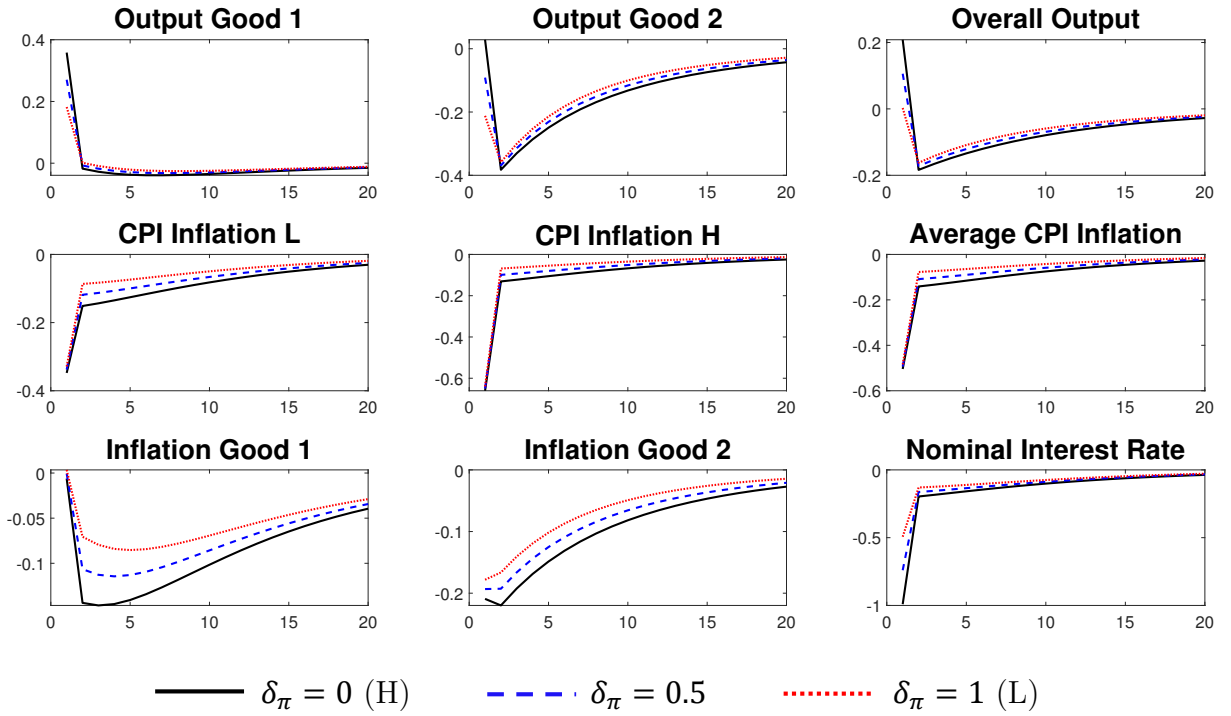 Output Good 1
Output Good 2
Overall Output
0.4
0.2
0
0 5 10 15 20
0
-0.2
-0.4
0 5 10 15 20
0.2
0
-0.2
0 5 10 15 20
CPI Inflation L
CPI Inflation H
Average CPI Inflation
0
-0.2
-0.4
0 5 10 15 20
0
-0.2
-0.4
-0.6
0 5 10 15 20
0
-0.2
-0.4
-0.6
0 5 10 15 20
Inflation Good 1
Inflation Good 2
Nominal Interest Rate
0
-0.05
-0.1
0 5 10 15 20
0
-0.1
-0.2
0 5 10 15 20
0
-0.5
-1
0 5 10 15 20
δπ = 0 (H)
δπ = 0.5
δπ = 1 (L)